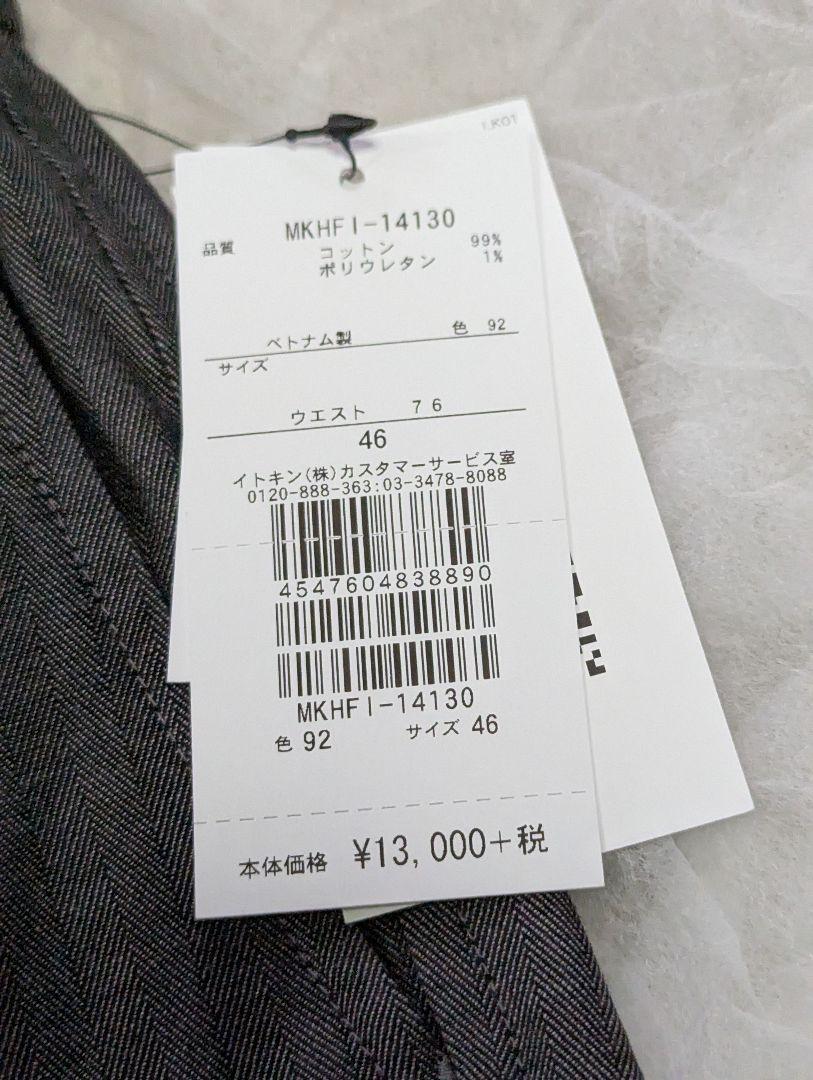 LK01
MKHFI-14130
品質 コットン 99%
ポリウレタン 1%
ベトナム製 色 92
サイズ
ウエスト 76
46
イトキン(株)カスタマーサービス室
0120-888-363:03-3478-8088
4547604838890
MKHFI-14130
色 92 サイズ 46
本体価格 ¥13,000+税